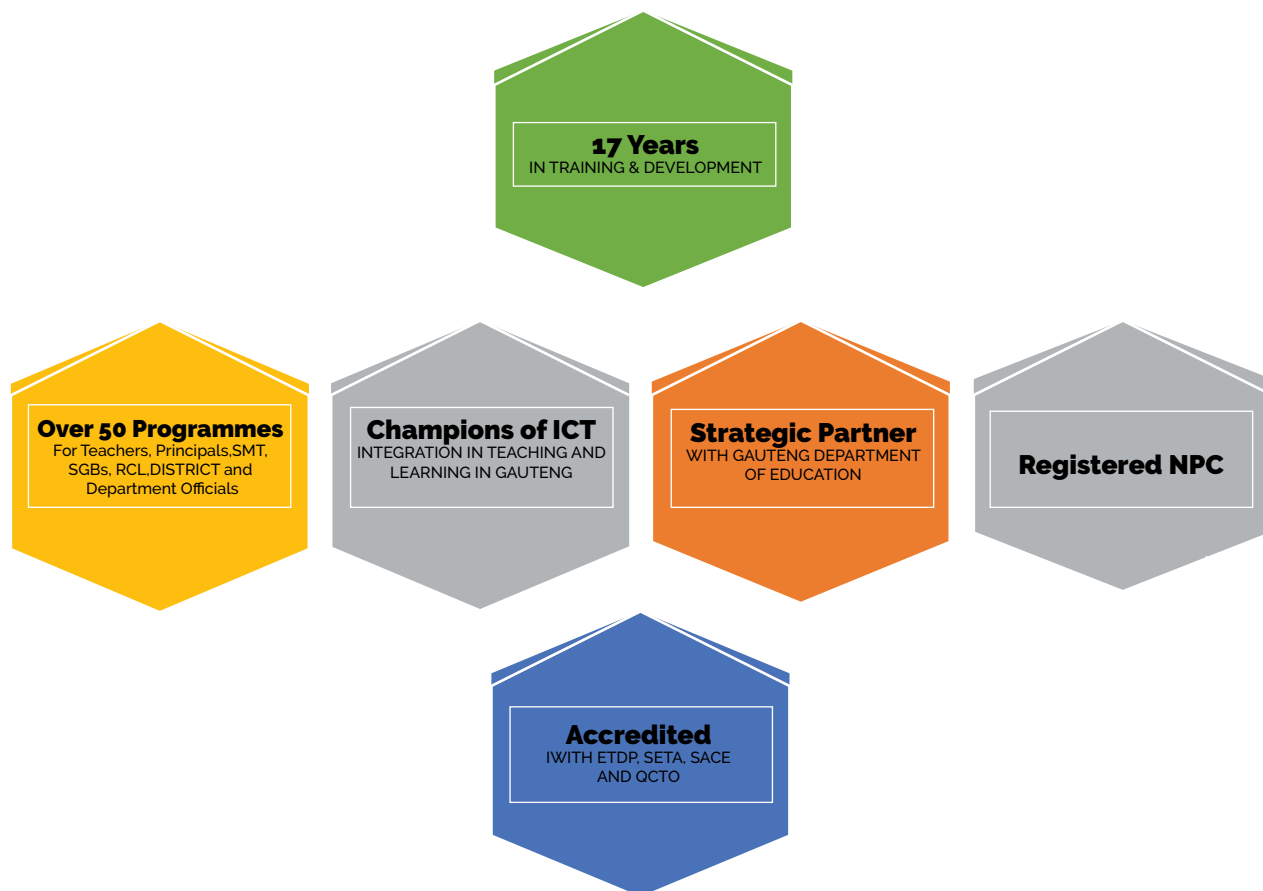 17 Years
IN TRAINING & DEVELOPMENT
Over 50 Programmes
For Teachers, Principals,SMT,
SGBs, RCL,DISTRICT and
Department Officials
Champions of ICT
INTEGRATION IN TEACHING AND
LEARNING IN GAUTENG
Strategic Partner
WITH GAUTENG DEPARTMENT
OF EDUCATION
Registered NPC
Accredited
IWITH ETDP, SETA, SACE
AND QCTO